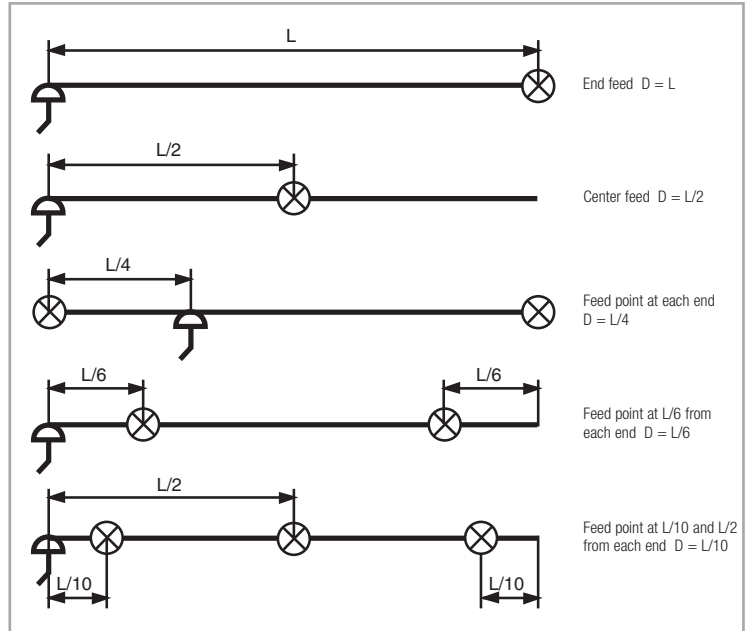 L
End feed D = L
L/2
Center feed D = L/2
L/4
Feed point at each end
D = L/4
L/6
L/6
Feed point at L/6 from
each end D = L/6
L/2
Feed point at L/10 and L/2
from each end D = L/10
L/10
L/10